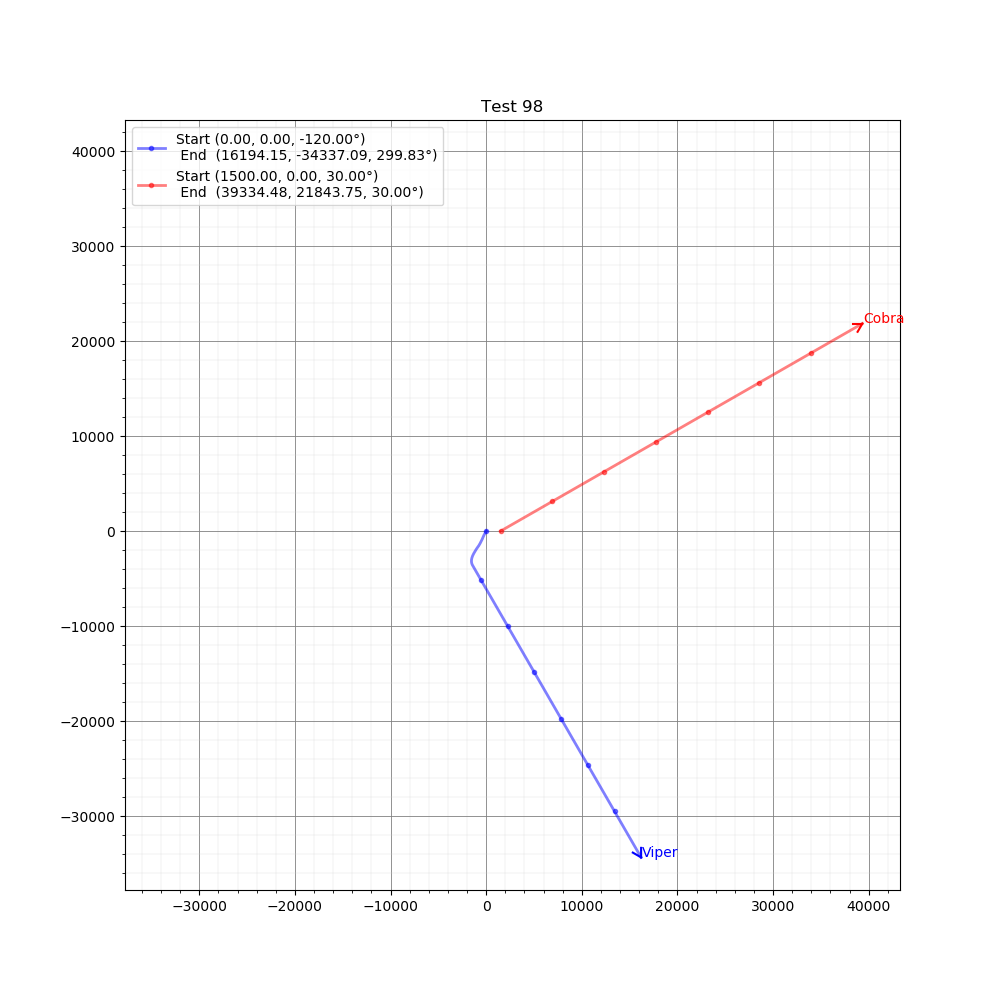 Test 98
Start (0.00, 0.00, -120.00°)
End (16194.15, -34337.09, 299.83°)
Start (1500.00, 0.00, 30.00°)
End (39334.48, 21843.75, 30.00°)
40000
30000
20000
10000
0
−10000
−20000
−30000
Cobra
Viper
−30000 −20000 −10000 0 10000 20000 30000 40000